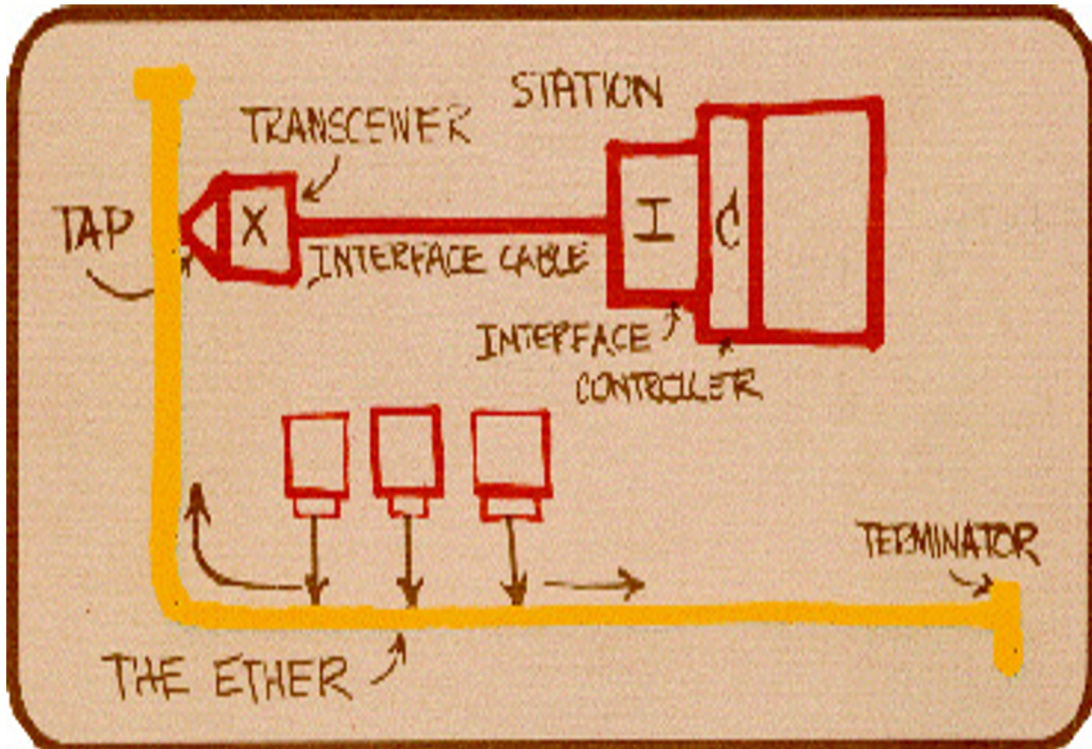 STATION
TRANSCEIVER
TAP
X
I
C
INTERFACE CABLE
INTERFACE
CONTROLLER
TERMINATOR
THE ETHER